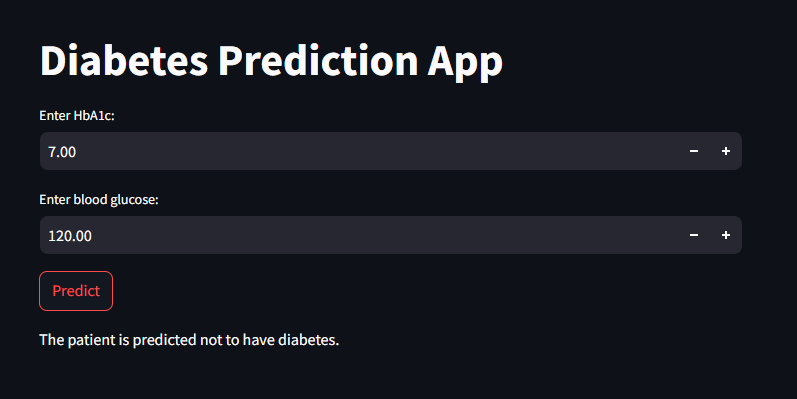 Diabetes Prediction App
Enter HbA1c:
7.00
Enter blood glucose:
120.00
Predict
The patient is predicted not to have diabetes.